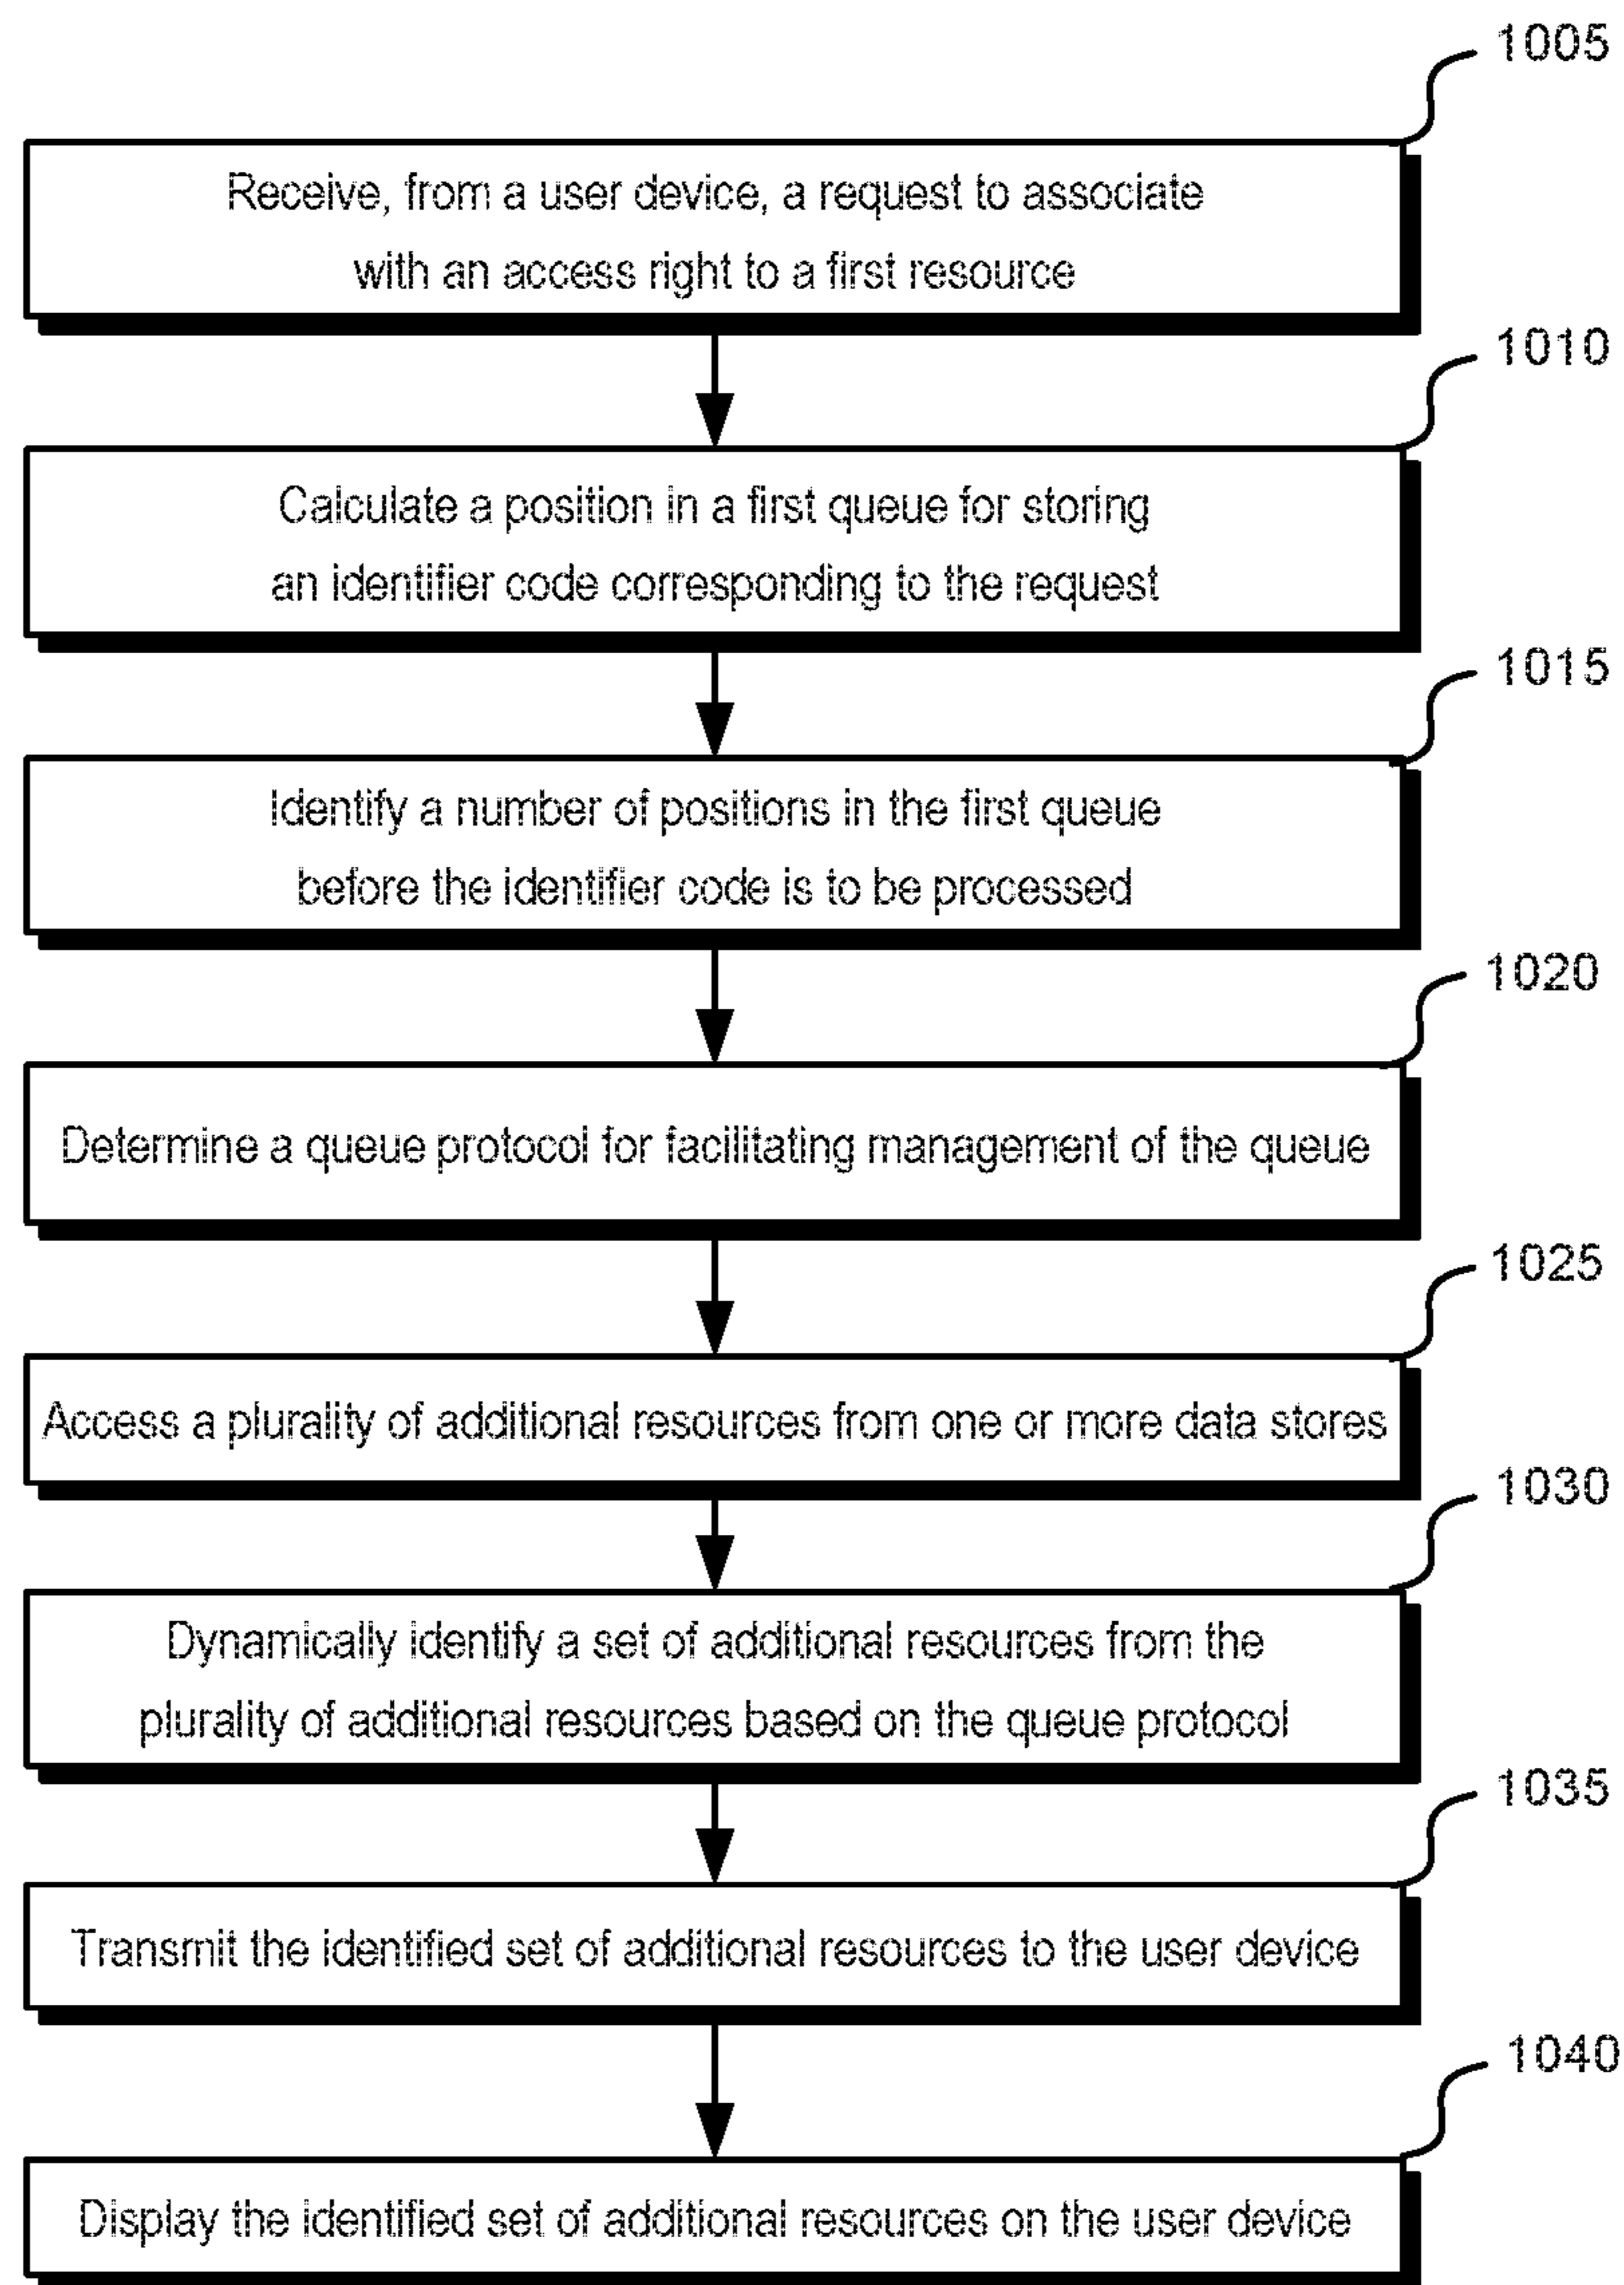 1005
Receive, from a user device, a request to associate
with an access right to a first resource
1010
Calculate a position in a first queue for storing
an identifier code corresponding to the request
1015
Identify a number of positions in the first queue
before the identifier code is to be processed
1020
Determine a queue protocol for facilitating management of the queue
1025
Access a plurality of additional resources from one or more data stores
1030
Dynamically identify a set of additional resources from the
plurality of additional resources based on the queue protocol
1035
Transmit the identified set of additional resources to the user device
1040
Display the identified set of additional resources on the user device